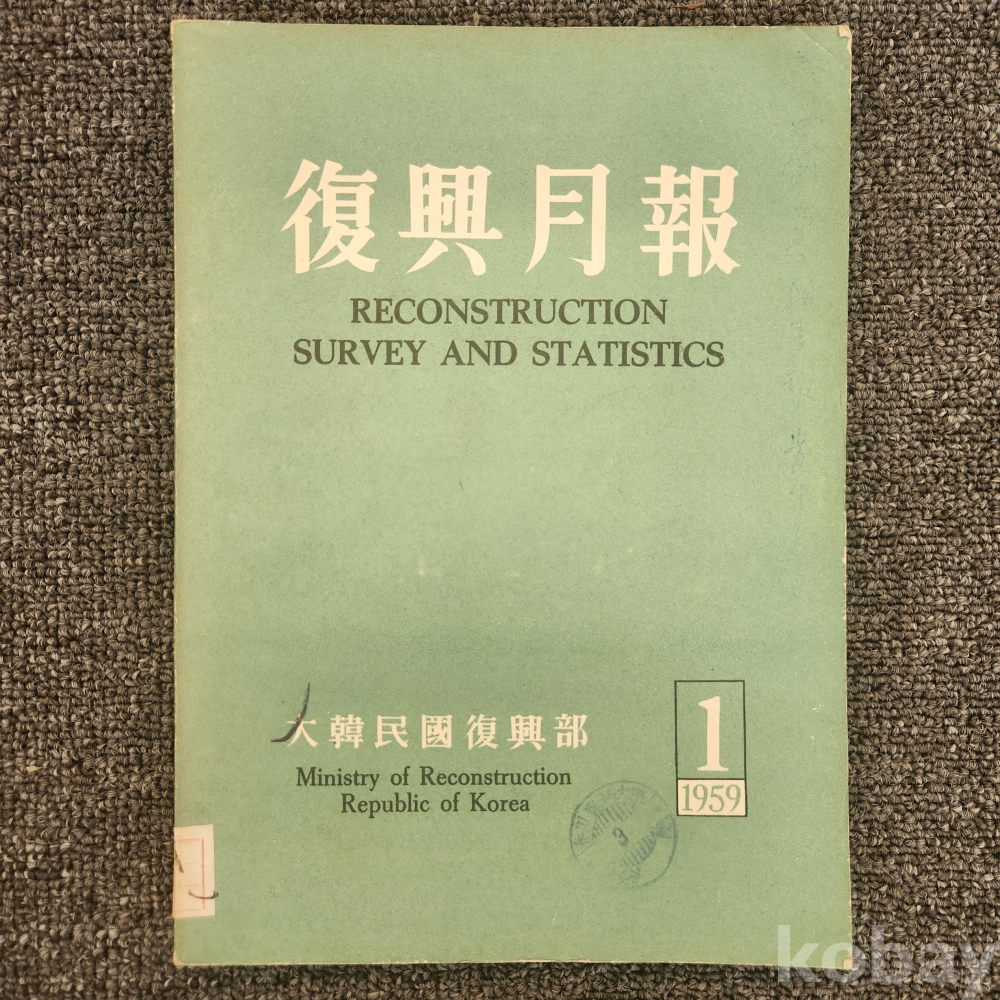 復興月報
RECONSTRUCTION
SURVEY AND STATISTICS
大韓民國復興部
Ministry of Reconstruction
Republic of Korea
1
1959
3
kobay